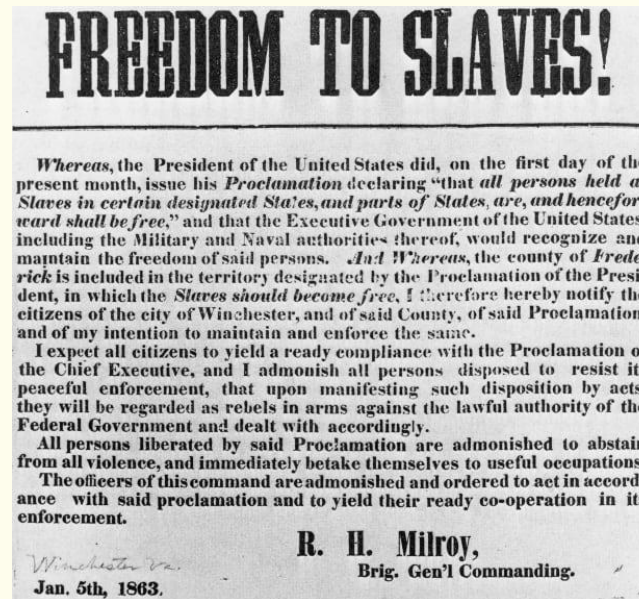 FREEDOM TO SLAVES!
Whereas, the President of the United States did, on the first day of the
present month, issue his Proclamation declaring "that all persons held a
Slaves in certain designated States, and parts of States, are, and hencefor
ward shall be free," and that the Executive Government of the United States
including the Military and Naval authorities thereof, would recognize an
maintain the freedom of said persons. And Whereas, the county of Frede
rick is included in the territory designated by the Proclamation of the Presi
dent, in which the Slaves should become free, I therefore hereby notify th
citizens of the city of Winchester, and of said County, of said Proclamation
and of my intention to maintain and enforce the same.
I expect all citizens to yield a ready compliance with the Proclamation o
the Chief Executive, and I admonish all persons disposed to resist it
peaceful enforcement, that upon manifesting such disposition by acts
they will be regarded as rebels in arms against the lawful authority of th
Federal Government and dealt with accordingly.
All persons liberated by said Proclamation are admonished to abstain
from all violence, and immediately betake themselves to useful occupations
The officers of this command are admonished and ordered to act in accord
ance with said proclamation and to yield their ready co-operation in it
enforcement.
R. H. Milroy,
Brig. Gen'l Commanding.
Winchester Va.
Jan. 5th, 1863.